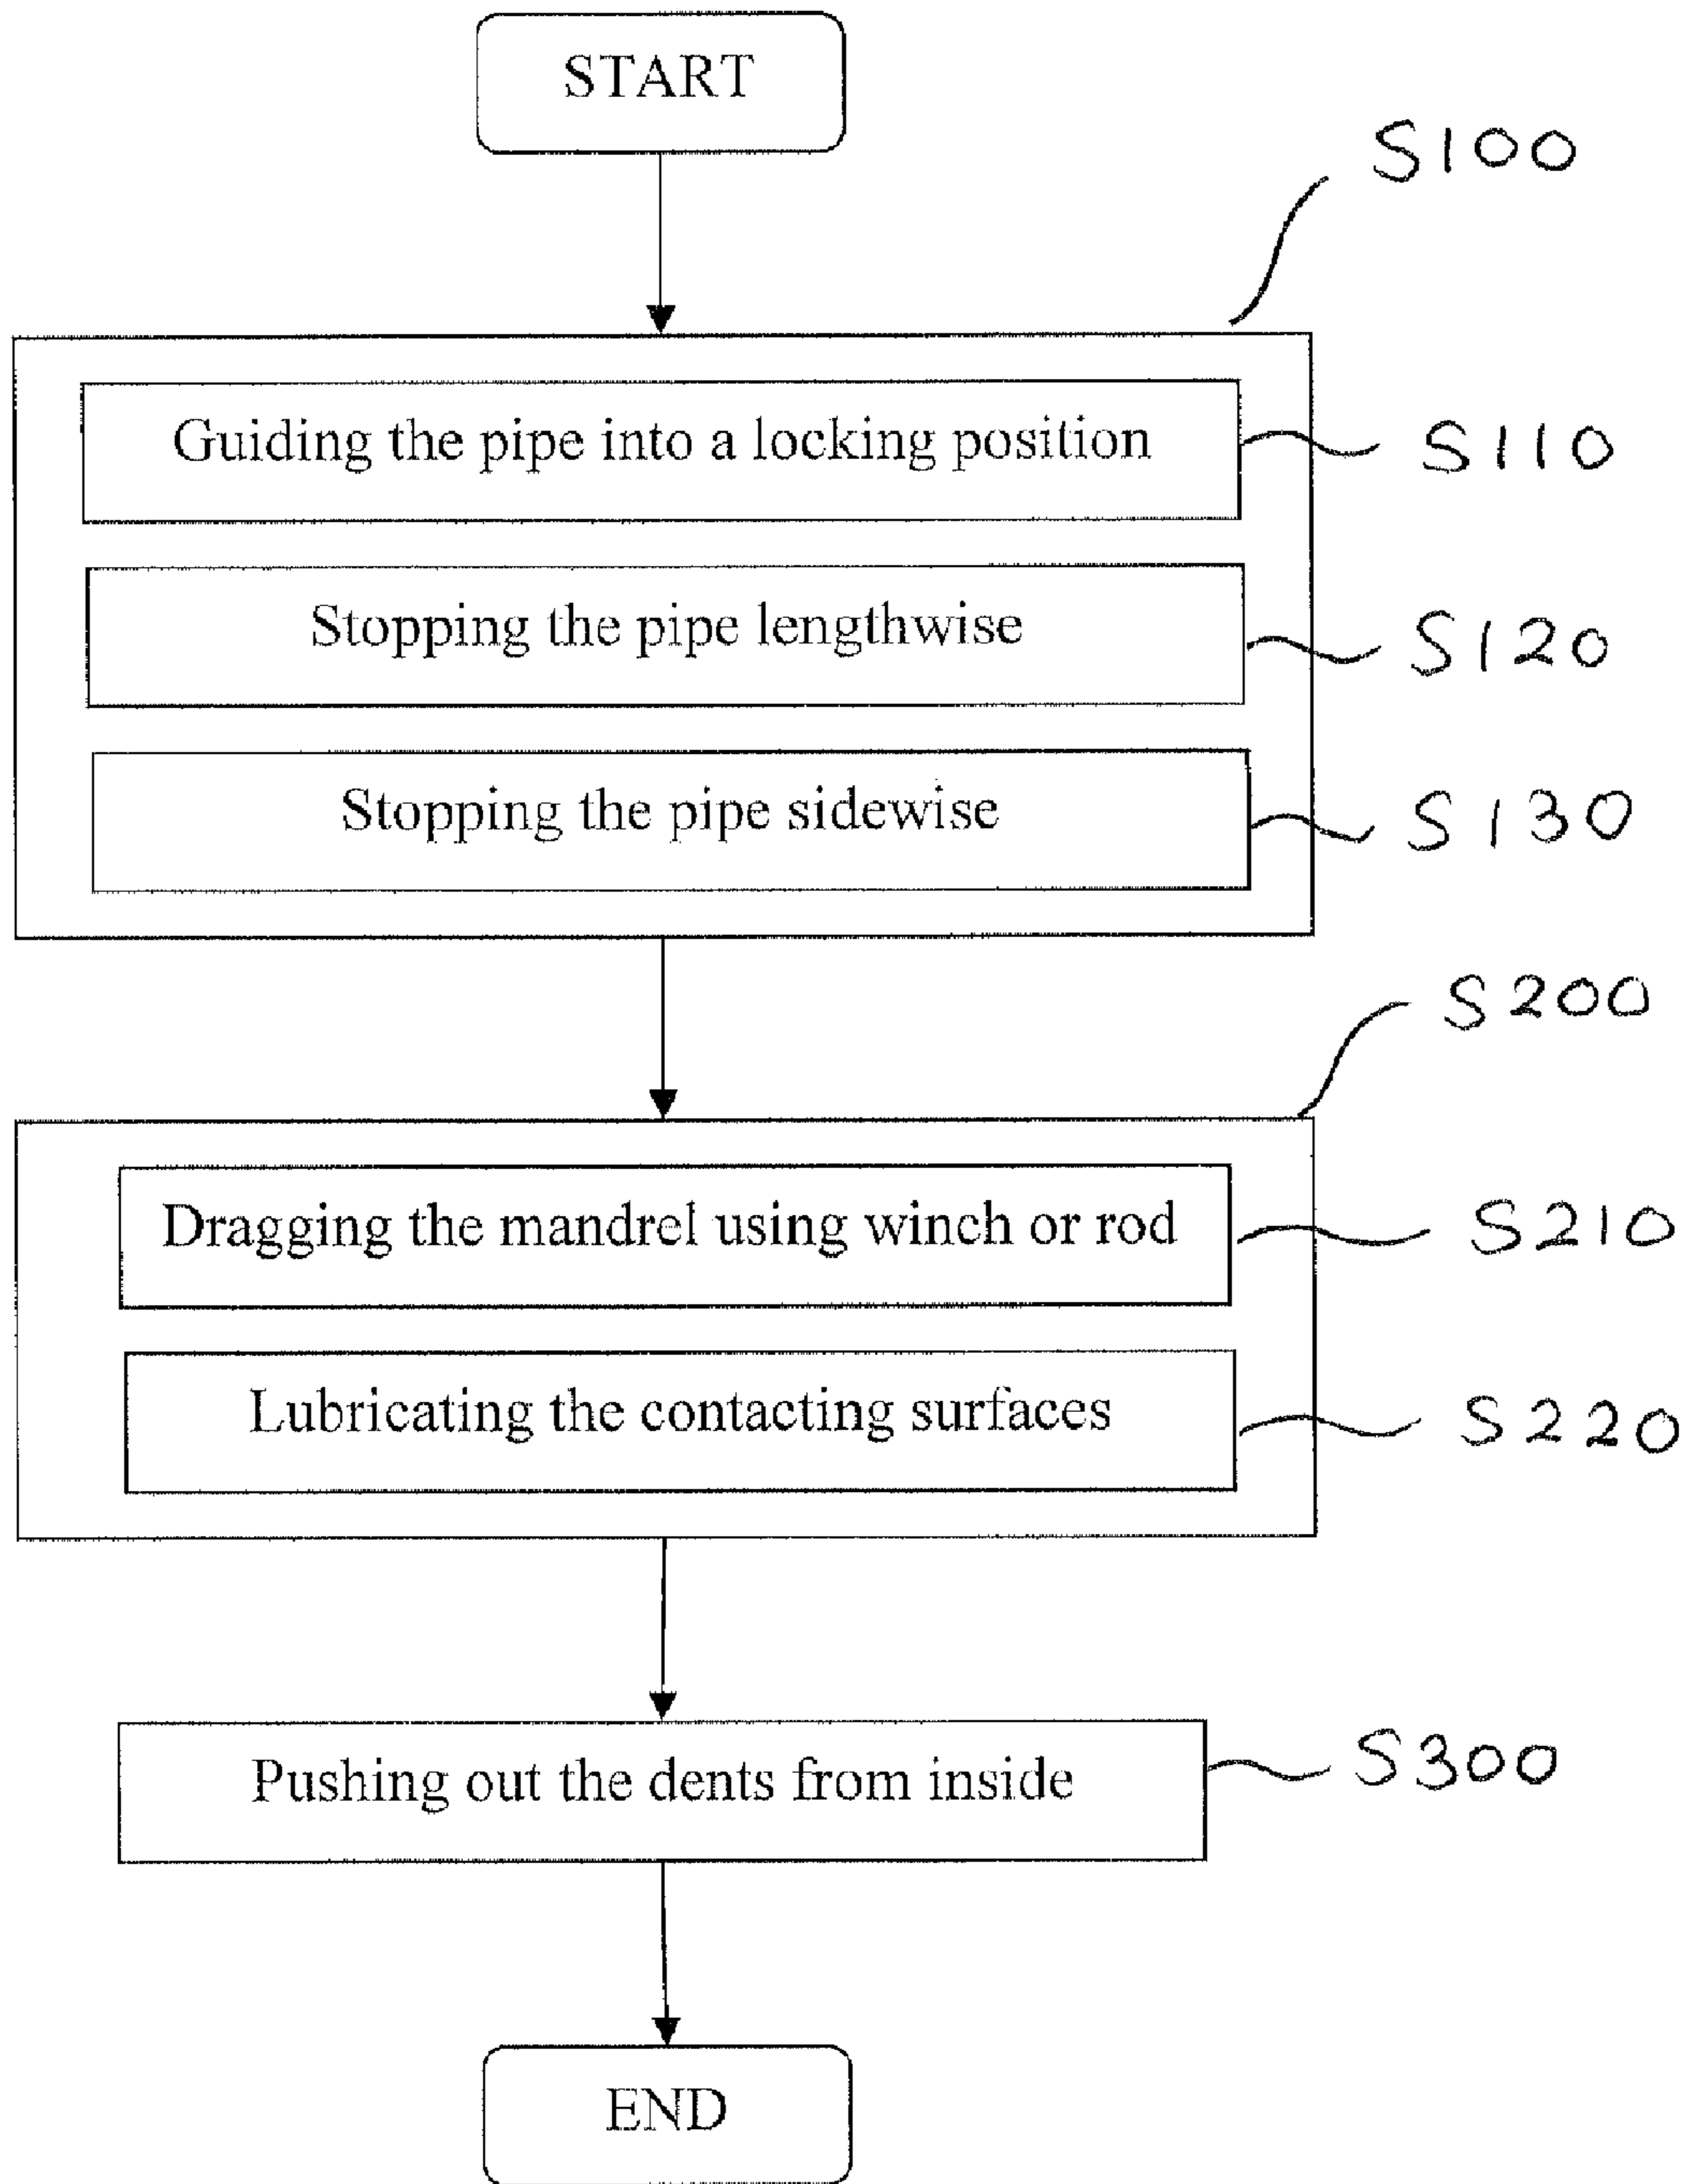 START
S100
Guiding the pipe into a locking position
S110
Stopping the pipe lengthwise
S120
Stopping the pipe sidewise
S130
S200
Dragging the mandrel using winch or rod
S210
Lubricating the contacting surfaces
S220
Pushing out the dents from inside
S300
END